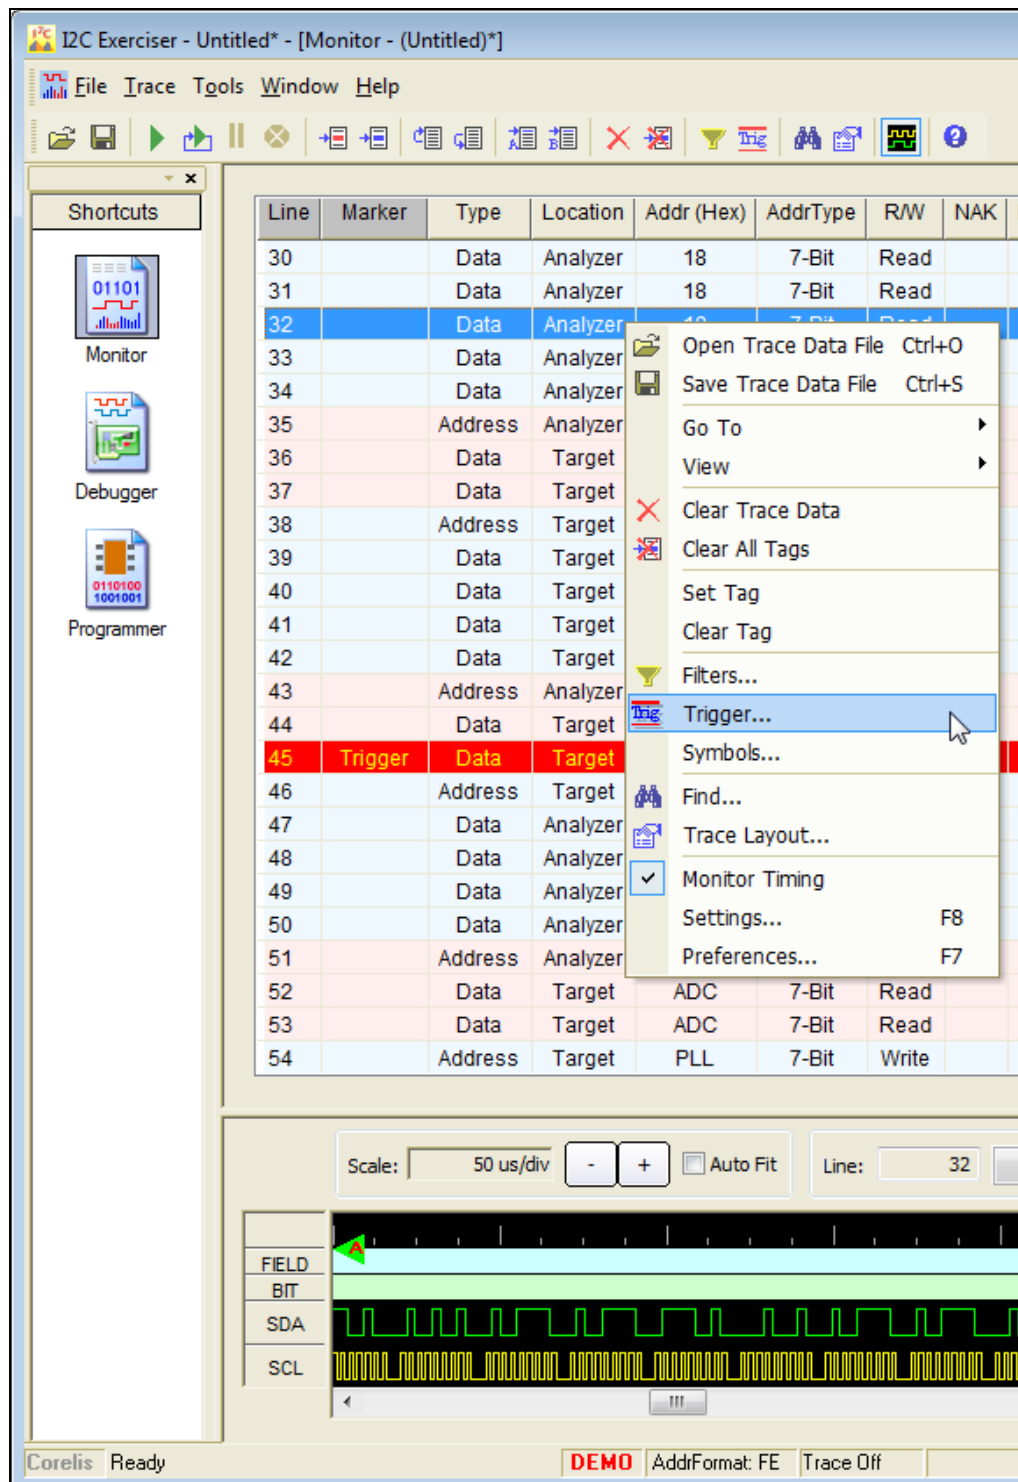 I2C Exerciser - Untitled* - [Monitor - (Untitled)*]
File Trace Tools Window Help
Shortcuts
Monitor
Debugger
Programmer
Line Marker Type Location Addr (Hex) AddrType R/W NAK
30 Data Analyzer 18 7-Bit Read
31 Data Analyzer 18 7-Bit Read
32 Data Analyzer
33 Data Analyzer
34 Data Analyzer
35 Address Analyzer
36 Data Target
37 Data Target
38 Address Target
39 Data Target
40 Data Target
41 Data Target
42 Data Target
43 Address Analyzer
44 Data Target
45 Trigger Data Target
46 Address Target
47 Data Analyzer
48 Data Analyzer
49 Data Analyzer
50 Data Analyzer
51 Address Analyzer
52 Data Target ADC 7-Bit Read
53 Data Target ADC 7-Bit Read
54 Address Target PLL 7-Bit Write
Open Trace Data File Ctrl+O
Save Trace Data File Ctrl+S
Go To
View
Clear Trace Data
Clear All Tags
Set Tag
Clear Tag
Filters...
Trig Trigger...
Symbols...
Find...
Trace Layout...
Monitor Timing
Settings... F8
Preferences... F7
Scale: 50 us/div - + Auto Fit Line: 32
A
FIELD
BIT
SDA
SCL
Corelis Ready DEMO AddrFormat: FE Trace Off